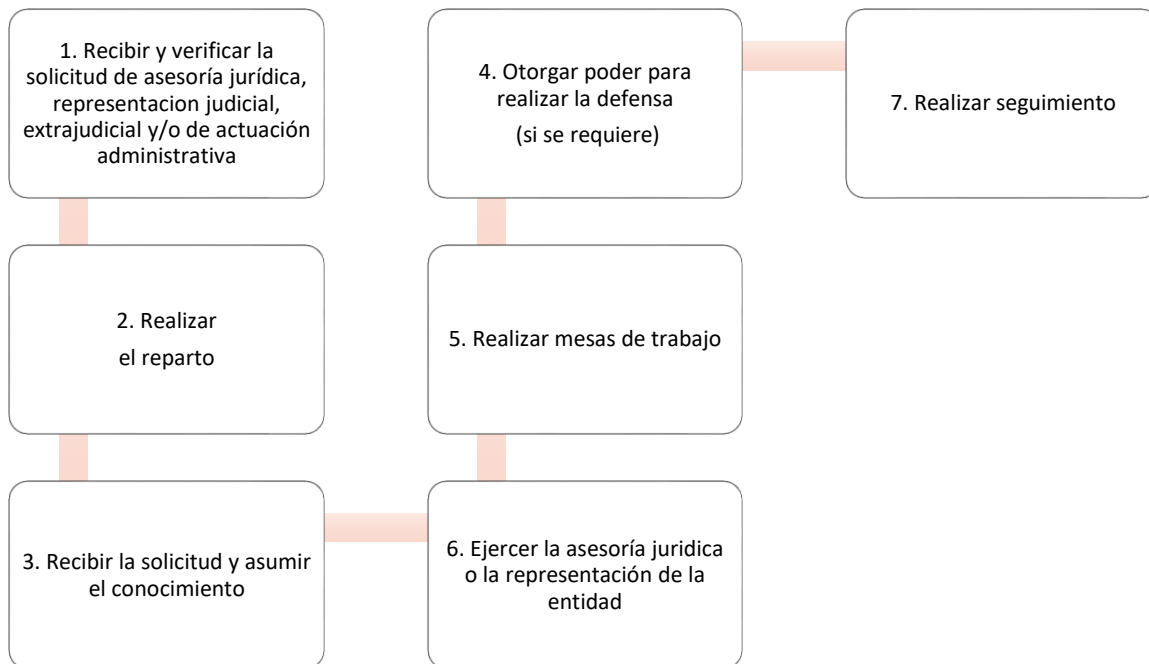 1. Recibir y verificar la
solicitud de asesoría jurídica,
representacion judicial,
extrajudicial y/o de actuación
administrativa
2. Realizar
el reparto
3. Recibir la solicitud y asumir
el conocimiento
4. Otorgar poder para
realizar la defensa
(si se requiere)
5. Realizar mesas de trabajo
6. Ejercer la asesoría juridica
o la representación de la
entidad
7. Realizar seguimiento